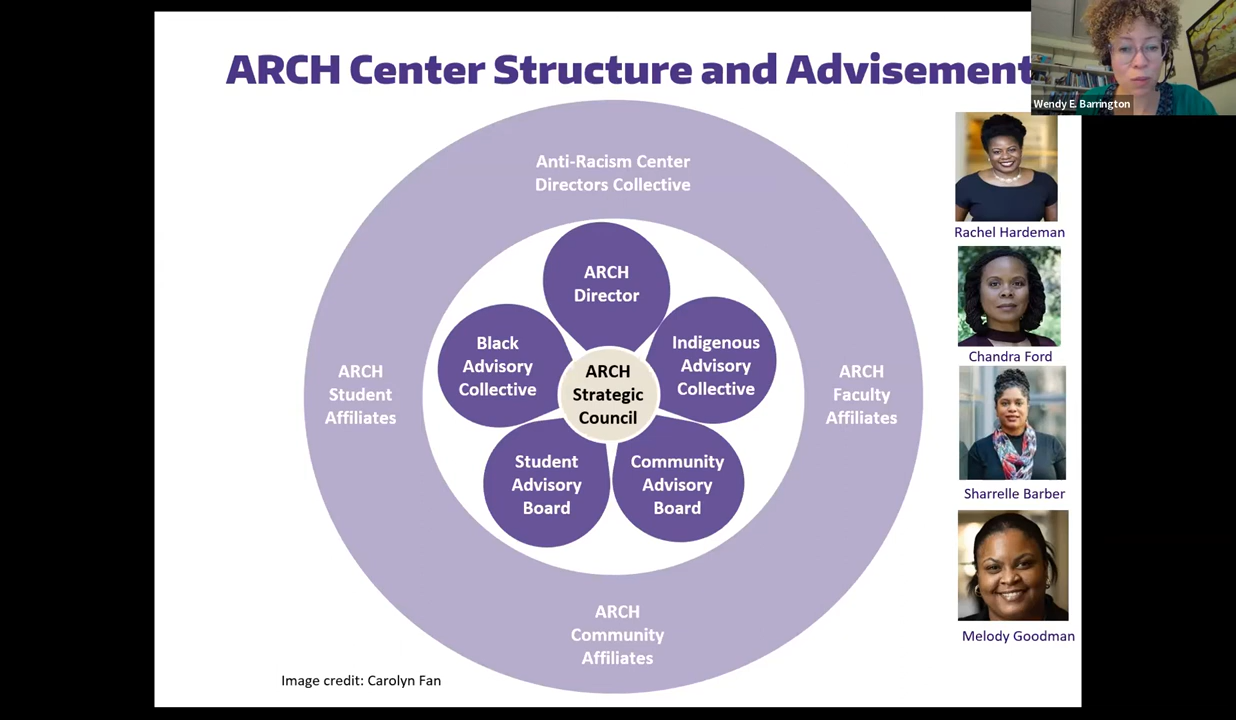 ARCH Center Structure and Advisement
Wendy E. Barrington
Anti-Racism Center
Directors Collective
ARCH
Director
Black
Advisory
Collective
Indigenous
Advisory
Collective
ARCH
Strategic
Council
ARCH
Student
Affiliates
ARCH
Faculty
Affiliates
Student
Advisory
Board
Community
Advisory
Board
ARCH
Community
Affiliates
Rachel Hardeman
Chandra Ford
Sharrelle Barber
Melody Goodman
Image credit: Carolyn Fan